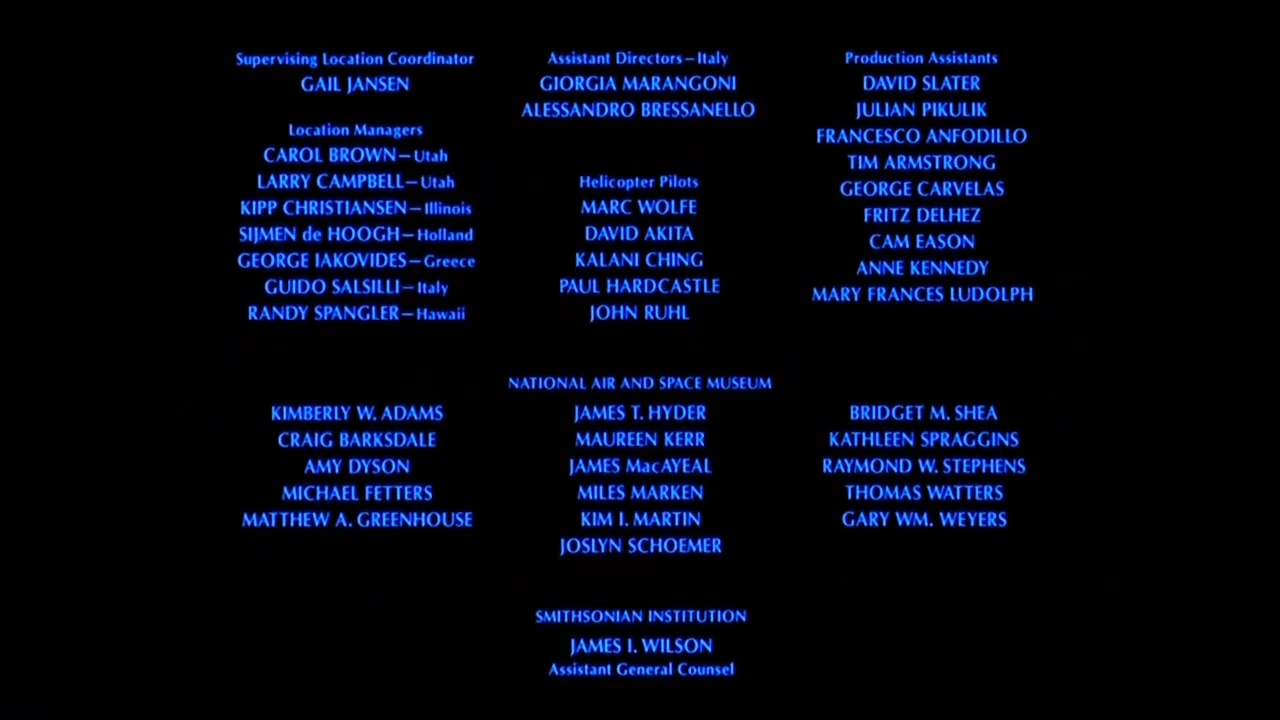 Supervising Location Coordinator
GAIL JANSEN
Location Managers
CAROL BROWN—Utah
LARRY CAMPBELL—Utah
KIPP CHRISTIANSEN—Illinois
SIJMEN de HOOGH—Holland
GEORGE IAKOVIDES—Greece
GUIDO SALSILLI—Italy
RANDY SPANGLER—Hawaii
Assistant Directors—Italy
GIORGIA MARANGONI
ALESSANDRO BRESSANELLO
Helicopter Pilots
MARC WOLFE
DAVID AKITA
KALANI CHING
PAUL HARDCASTLE
JOHN RUHL
Production Assistants
DAVID SLATER
JULIAN PIKULIK
FRANCESCO ANFODILLO
TIM ARMSTRONG
GEORGE CARVELAS
FRITZ DELHEZ
CAM EASON
ANNE KENNEDY
MARY FRANCES LUDOLPH
NATIONAL AIR AND SPACE MUSEUM
KIMBERLY W. ADAMS
CRAIG BARKSDALE
AMY DYSON
MICHAEL FETTERS
MATTHEW A. GREENHOUSE
JAMES T. HYDER
MAUREEN KERR
JAMES MacAYEAL
MILES MARKEN
KIM I. MARTIN
JOSLYN SCHOEMER
BRIDGET M. SHEA
KATHLEEN SPRAGGINS
RAYMOND W. STEPHENS
THOMAS WATTERS
GARY WM. WEYERS
SMITHSONIAN INSTITUTION
JAMES I. WILSON
Assistant General Counsel